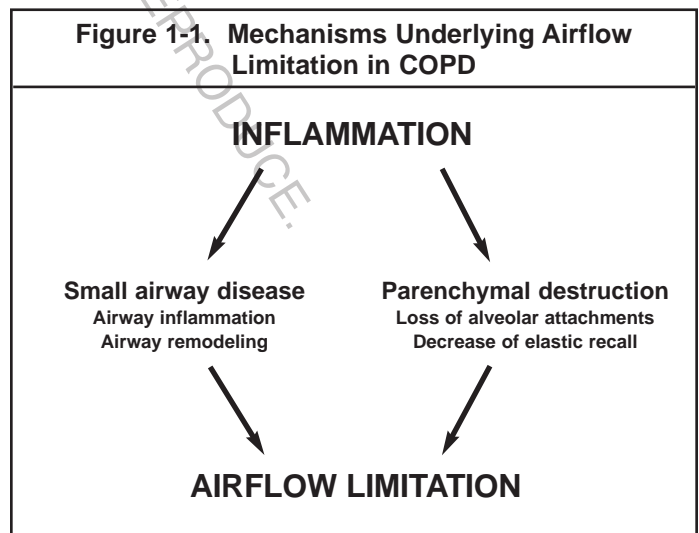 Figure 1-1. Mechanisms Underlying Airflow
Limitation in COPD
REPRODUCE.
INFLAMMATION
Small airway disease
Airway inflammation
Airway remodeling
Parenchymal destruction
Loss of alveolar attachments
Decrease of elastic recall
AIRFLOW LIMITATION